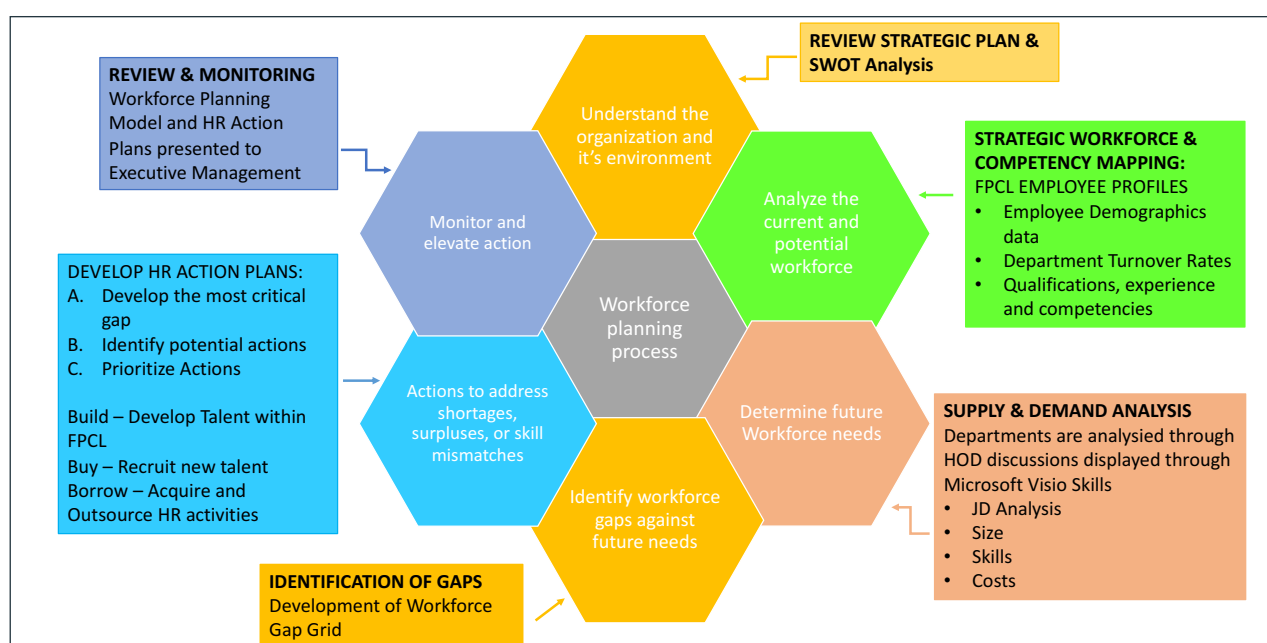 REVIEW STRATEGIC PLAN &
SWOT Analysis
Understand the
organization and
it's environment
STRATEGIC WORKFORCE &
COMPETENCY MAPPING:
FPCL EMPLOYEE PROFILES
• Employee Demographics
data
• Department Turnover Rates
• Qualifications, experience
and competencies
Analyze the
current and
potential
workforce
SUPPLY & DEMAND ANALYSIS
Departments are analysied through
HOD discussions displayed through
Microsoft Visio Skills
• JD Analysis
• Size
• Skills
• Costs
Determine future
Workforce needs
Identify workforce
gaps against
future needs
IDENTIFICATION OF GAPS
Development of Workforce
Gap Grid
Actions to address
shortages,
surpluses, or skill
mismatches
DEVELOP HR ACTION PLANS:
A. Develop the most critical
gap
B. Identify potential actions
C. Prioritize Actions
Build – Develop Talent within
FPCL
Buy – Recruit new talent
Borrow – Acquire and
Outsource HR activities
Monitor and
elevate action
REVIEW & MONITORING
Workforce Planning
Model and HR Action
Plans presented to
Executive Management
Workforce
planning
process